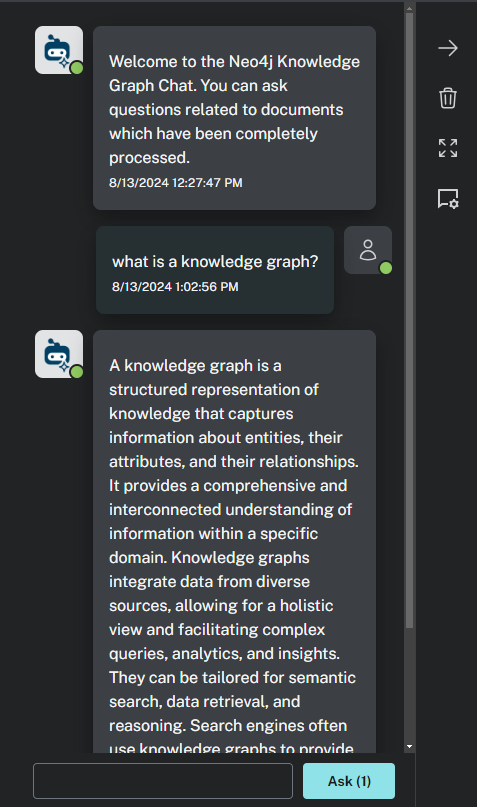 Welcome to the Neo4j Knowledge
Graph Chat. You can ask
questions related to documents
which have been completely
processed.
8/13/2024 12:27:47 PM
what is a knowledge graph?
8/13/2024 1:02:56 PM
A knowledge graph is a
structured representation of
knowledge that captures
information about entities, their
attributes, and their relationships.
It provides a comprehensive and
interconnected understanding of
information within a specific
domain. Knowledge graphs
integrate data from diverse
sources, allowing for a holistic
view and facilitating complex
queries, analytics, and insights.
They can be tailored for semantic
search, data retrieval, and
reasoning. Search engines often
use knowledge graphs to provide
Ask (1)